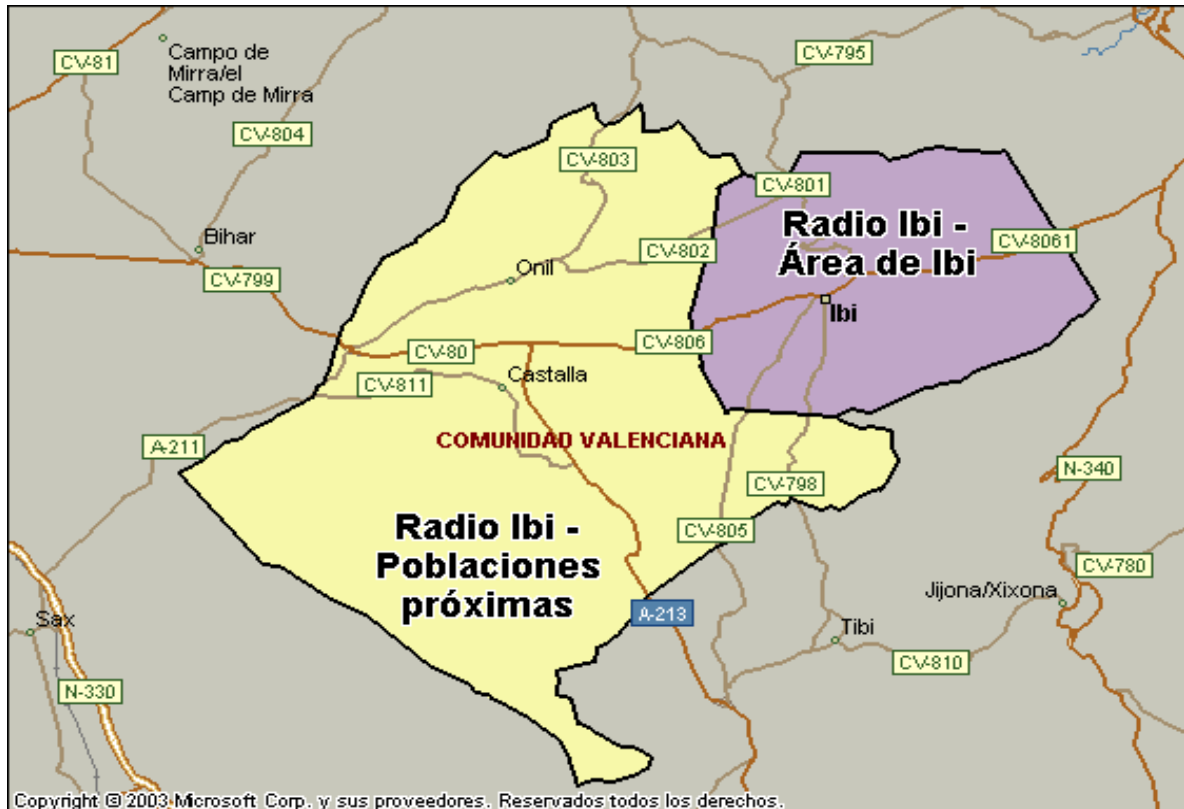 CV-81
Campo de
Mirra/el
Camp de Mirra
CV-795
CV-804
CV-803
CV-801
Radio Ibi -
Área de Ibi
CV-8061
Bihar
CV-802
CV-799
Onil
Ibi
CV-806
CV-80
CV-811
Castalla
COMUNIDAD VALENCIANA
A-211
N-340
CV-798
Radio Ibi -
Poblaciones
próximas
CV-805
CV-780
Jijona/Xixona
A-213
Sax
Tibi
CV-810
N-330
Copyright © 2003 Microsoft Corp. y sus proveedores. Reservados todos los derechos.